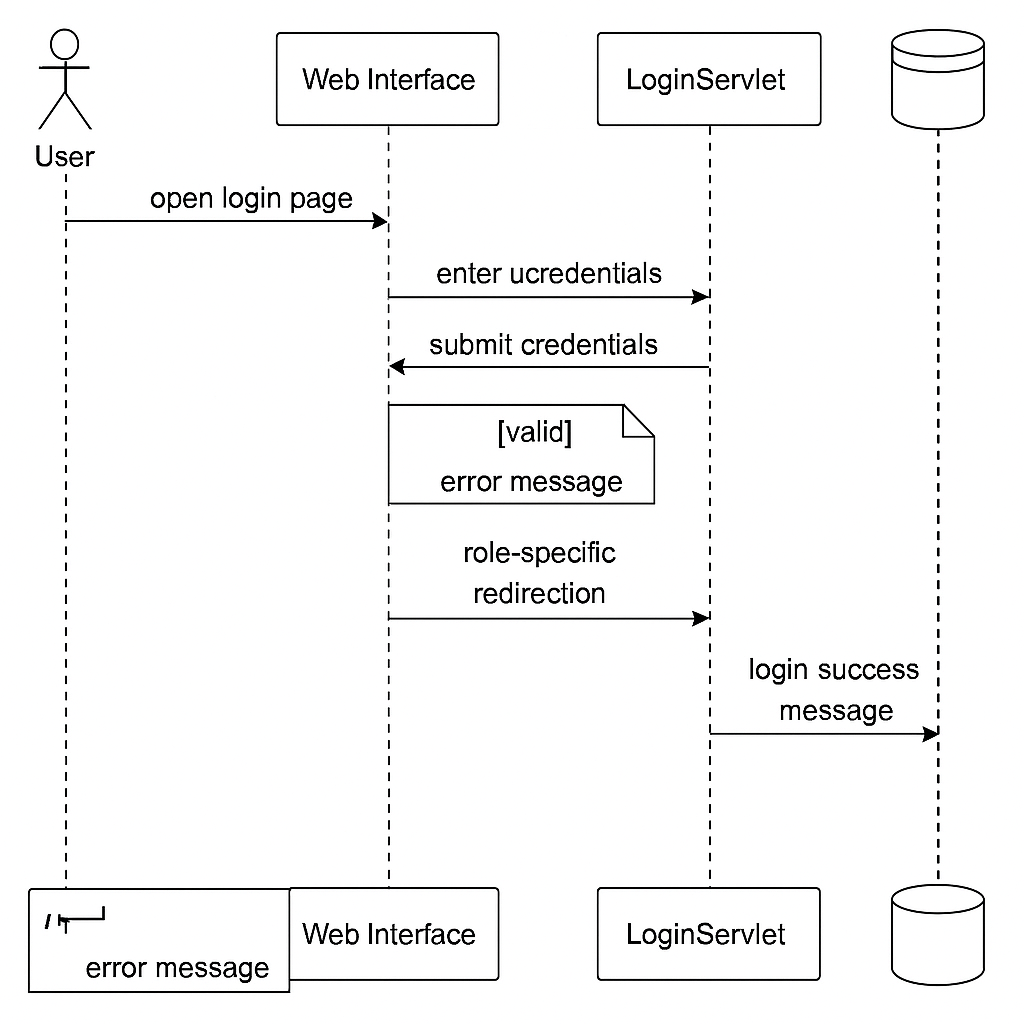 Web Interface
LoginServlet
User
open login page
enter ucredentials
submit credentials
[valid]
error message
role-specific
redirection
login success
message
Web Interface
LoginServlet
error message